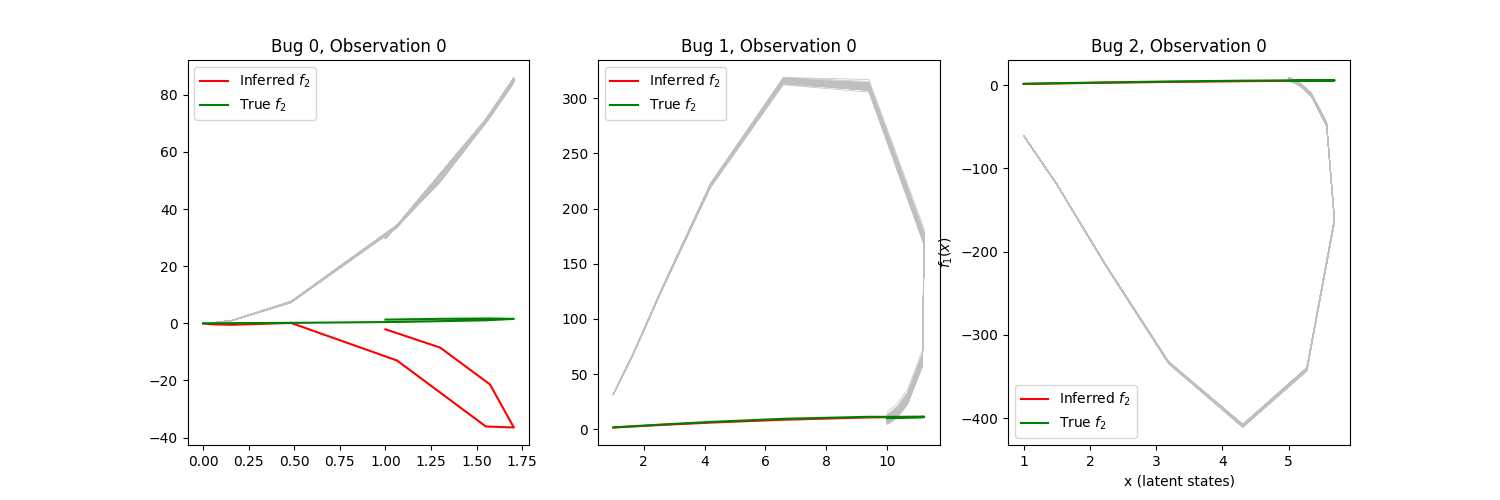 Bug 0, Observation 0
Inferred f₂
True f₂
80
60
40
20
0
−20
−40
0.00 0.25 0.50 0.75 1.00 1.25 1.50 1.75
Bug 1, Observation 0
Inferred f₂
True f₂
300
250
200
150
100
50
0
2 4 6 8 10
Bug 2, Observation 0
f₁(x)
0
−100
−200
−300
−400
Inferred f₂
True f₂
1 2 3 4 5
x (latent states)